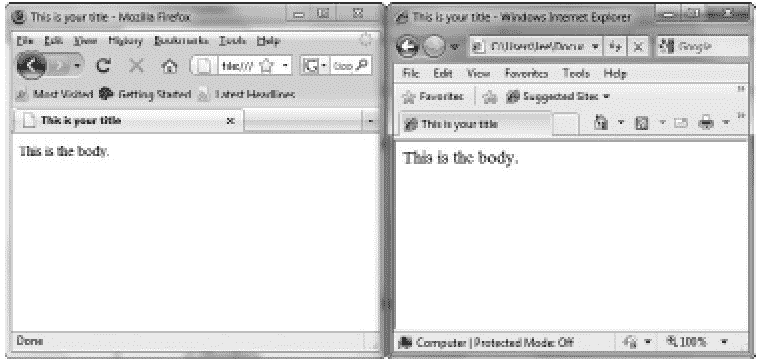 This is your title - Mozilla Firefox
File Edit View History Bookmarks Tools Help
file:///
Most Visited Getting Started Latest Headlines
This is your title
This is the body.
Done
This is your title - Windows Internet Explorer
C:\Users\lee\Docu
Google
File Edit View Favorites Tools Help
Favorites Suggested Sites
This is your title
This is the body.
Computer | Protected Mode: Off
100%